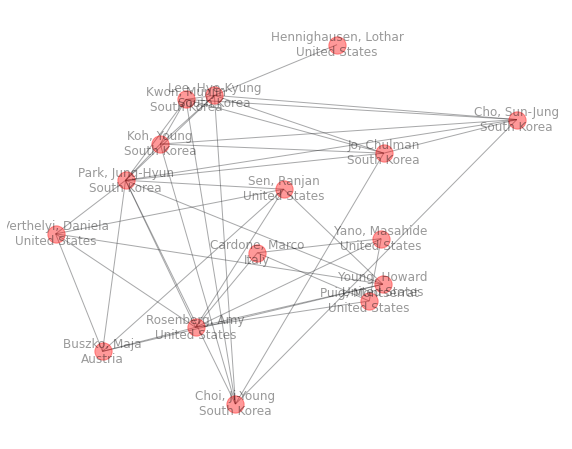 Hennighausen, Lothar
United States
Lee, Hye-Kyung
South Korea
Kwon,
South Korea
Cho, Sun-Jung
South Korea
Koh, Young
South Korea
Jo, Chulman
South Korea
Park, Jung-Hyun
South Korea
Sen, Ranjan
United States
Verthelyi, Daniela
United States
Yano, Masahide
United States
Cardone, Marco
Italy
Young, Howard
United States
Puig, Montserrat
United States
Rosenberg, Amy
United States
Buszko, Maja
Austria
Choi, Young
South Korea